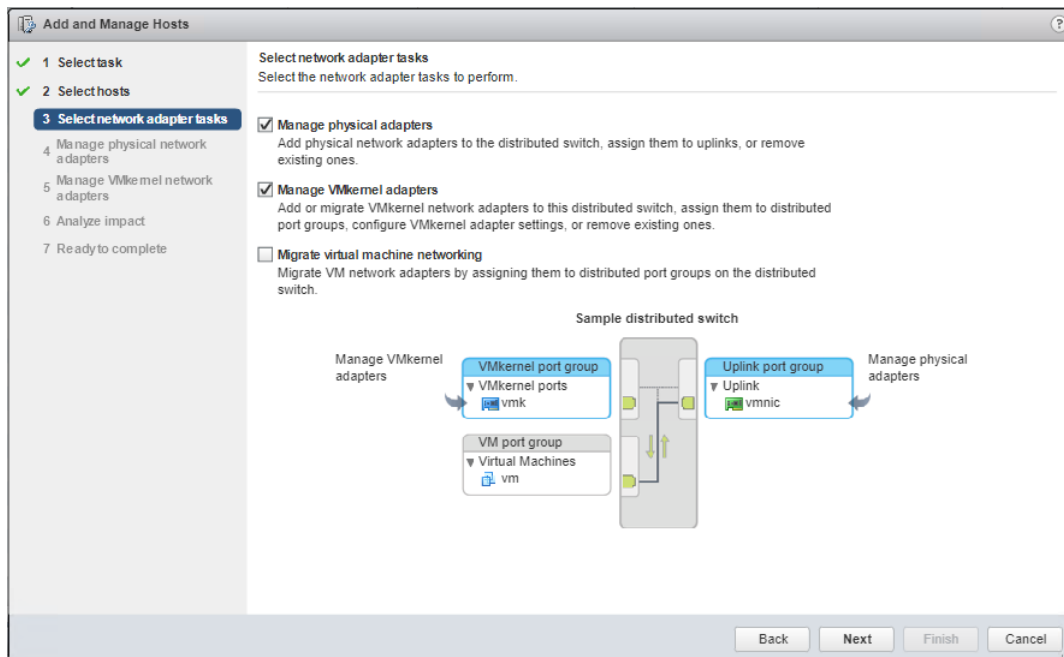 Add and Manage Hosts
?
1 Select task
2 Select hosts
3 Select network adapter tasks
4 Manage physical network
adapters
5 Manage VMkernel network
adapters
6 Analyze impact
7 Ready to complete
Select network adapter tasks
Select the network adapter tasks to perform.
Manage physical adapters
Add physical network adapters to the distributed switch, assign them to uplinks, or remove
existing ones.
Manage VMkernel adapters
Add or migrate VMkernel network adapters to this distributed switch, assign them to distributed
port groups, configure VMkernel adapter settings, or remove existing ones.
Migrate virtual machine networking
Migrate VM network adapters by assigning them to distributed port groups on the distributed
switch.
Sample distributed switch
Manage VMkernel
adapters
VMkernel port group
VMkernel ports
vmk
VM port group
Virtual Machines
vm
Uplink port group
Uplink
vmnic
Manage physical
adapters
Back Next Finish Cancel